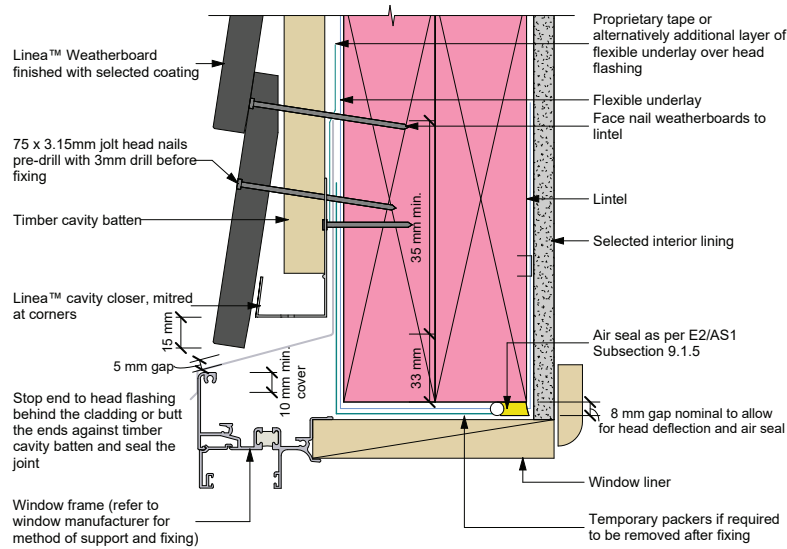 Linea™ Weatherboard
finished with selected coating
75 x 3.15mm jolt head nails
pre-drill with 3mm drill before
fixing
Timber cavity batten
Linea™ cavity closer, mitred
at corners
15 mm
5 mm gap
10 mm min.
cover
Stop end to head flashing
behind the cladding or butt
the ends against timber
cavity batten and seal the
joint
Window frame (refer to
window manufacturer for
method of support and fixing)
35 mm min.
33 mm
Proprietary tape or
alternatively additional layer of
flexible underlay over head
flashing
Flexible underlay
Face nail weatherboards to
lintel
Lintel
Selected interior lining
Air seal as per E2/AS1
Subsection 9.1.5
8 mm gap nominal to allow
for head deflection and air seal
Window liner
Temporary packers if required
to be removed after fixing